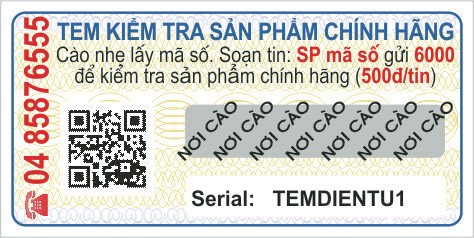 TEM KIỂM TRA SẢN PHẨM CHÍNH HÃNG
Cào nhẹ lấy mã số. Soạn tin: SP mã số gửi 6000
để kiểm tra sản phẩm chính hãng (500đ/tin)
☎ 04 85876555
NƠI CÀO NƠI CÀO NƠI CÀO NƠI CÀO NƠI CÀO NƠI CÀO
Serial: TEMDIENTU1